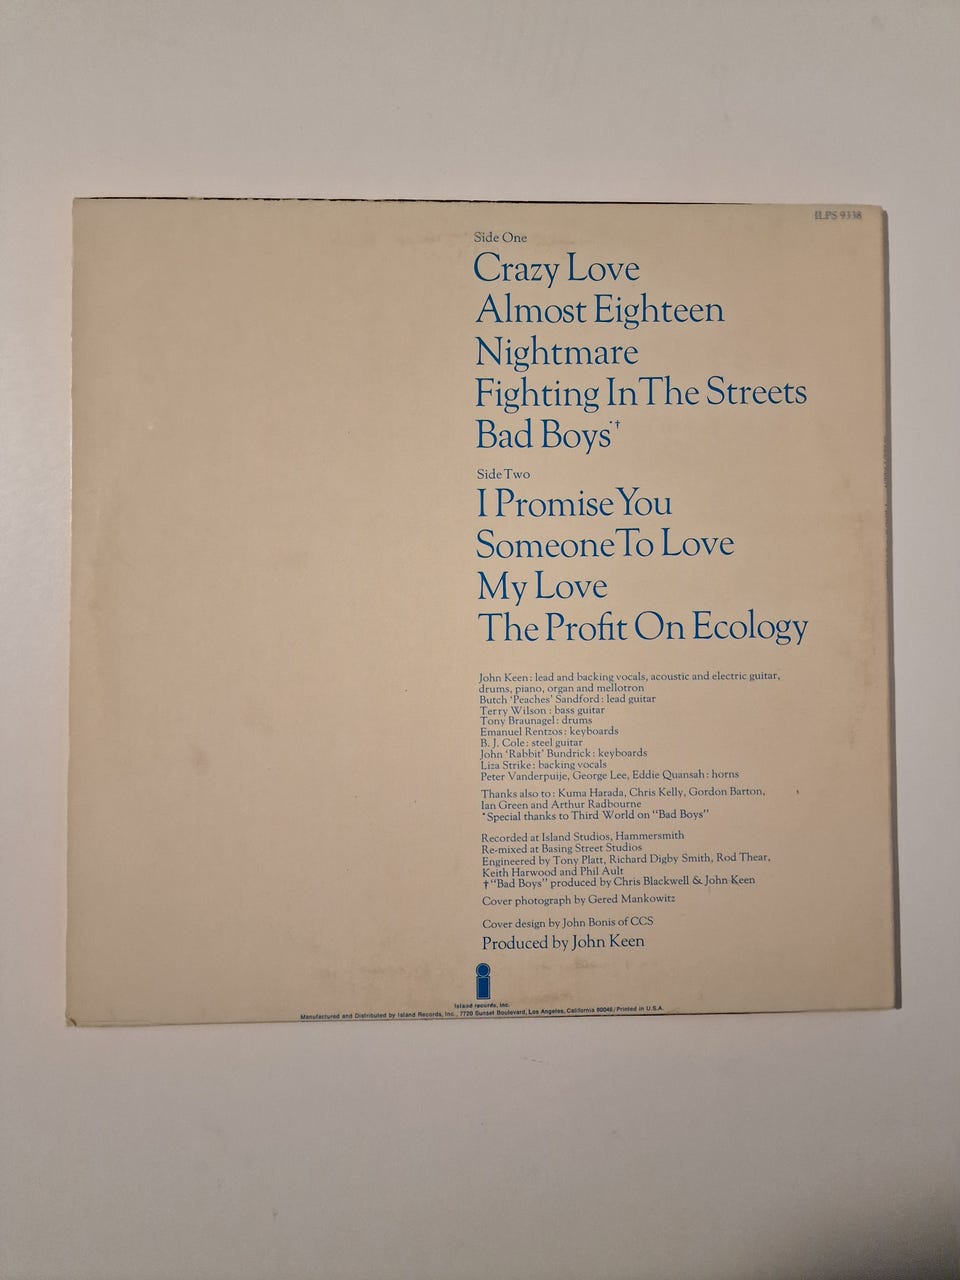 ILPS 9338
Side One
Crazy Love
Almost Eighteen
Nightmare
Fighting In The Streets
Bad Boys*†
Side Two
I Promise You
Someone To Love
My Love
The Profit On Ecology
John Keen: lead and backing vocals, acoustic and electric guitar,
drums, piano, organ and mellotron
Butch 'Peaches' Sandford: lead guitar
Terry Wilson: bass guitar
Tony Braunagel: drums
Emanuel Rentzos: keyboards
B. J. Cole: steel guitar
John 'Rabbit' Bundrick: keyboards
Liza Strike: backing vocals
Peter Vanderpuije, George Lee, Eddie Quansah: horns
Thanks also to: Kuma Harada, Chris Kelly, Gordon Barton,
Ian Green and Arthur Radbourne
*Special thanks to Third World on "Bad Boys"
Recorded at Island Studios, Hammersmith
Re-mixed at Basing Street Studios
Engineered by Tony Platt, Richard Digby Smith, Rod Thear,
Keith Harwood and Phil Ault
†"Bad Boys" produced by Chris Blackwell & John Keen
Cover photograph by Gered Mankowitz
Cover design by John Bonis of CCS
Produced by John Keen
Island records, inc.
Manufactured and Distributed by Island Records, Inc., 7720 Sunset Boulevard, Los Angeles, California 90046/Printed in U.S.A.